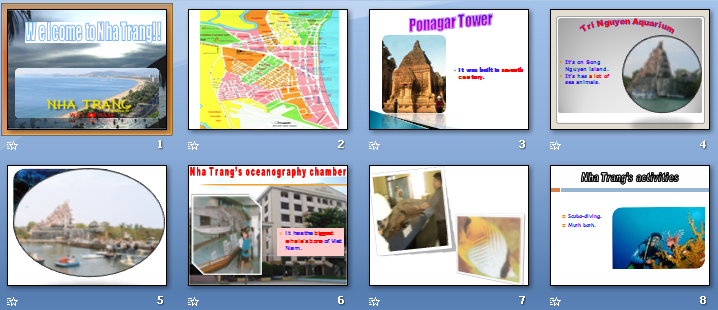 Welcome to Nha Trang!!
NHA TRANG
1
2
Ponagar Tower
It was built in seventh
century.
3
Tri Nguyen Aquarium
It's on Bong
Nguyen Island.
It's has a lot of
sea animals.
4
5
Nha Trang's oceanography chamber
It has the biggest
whale's bone of Viet
Nam.
6
7
Nha Trang's activities
Scuba-diving.
Mush bath.
8